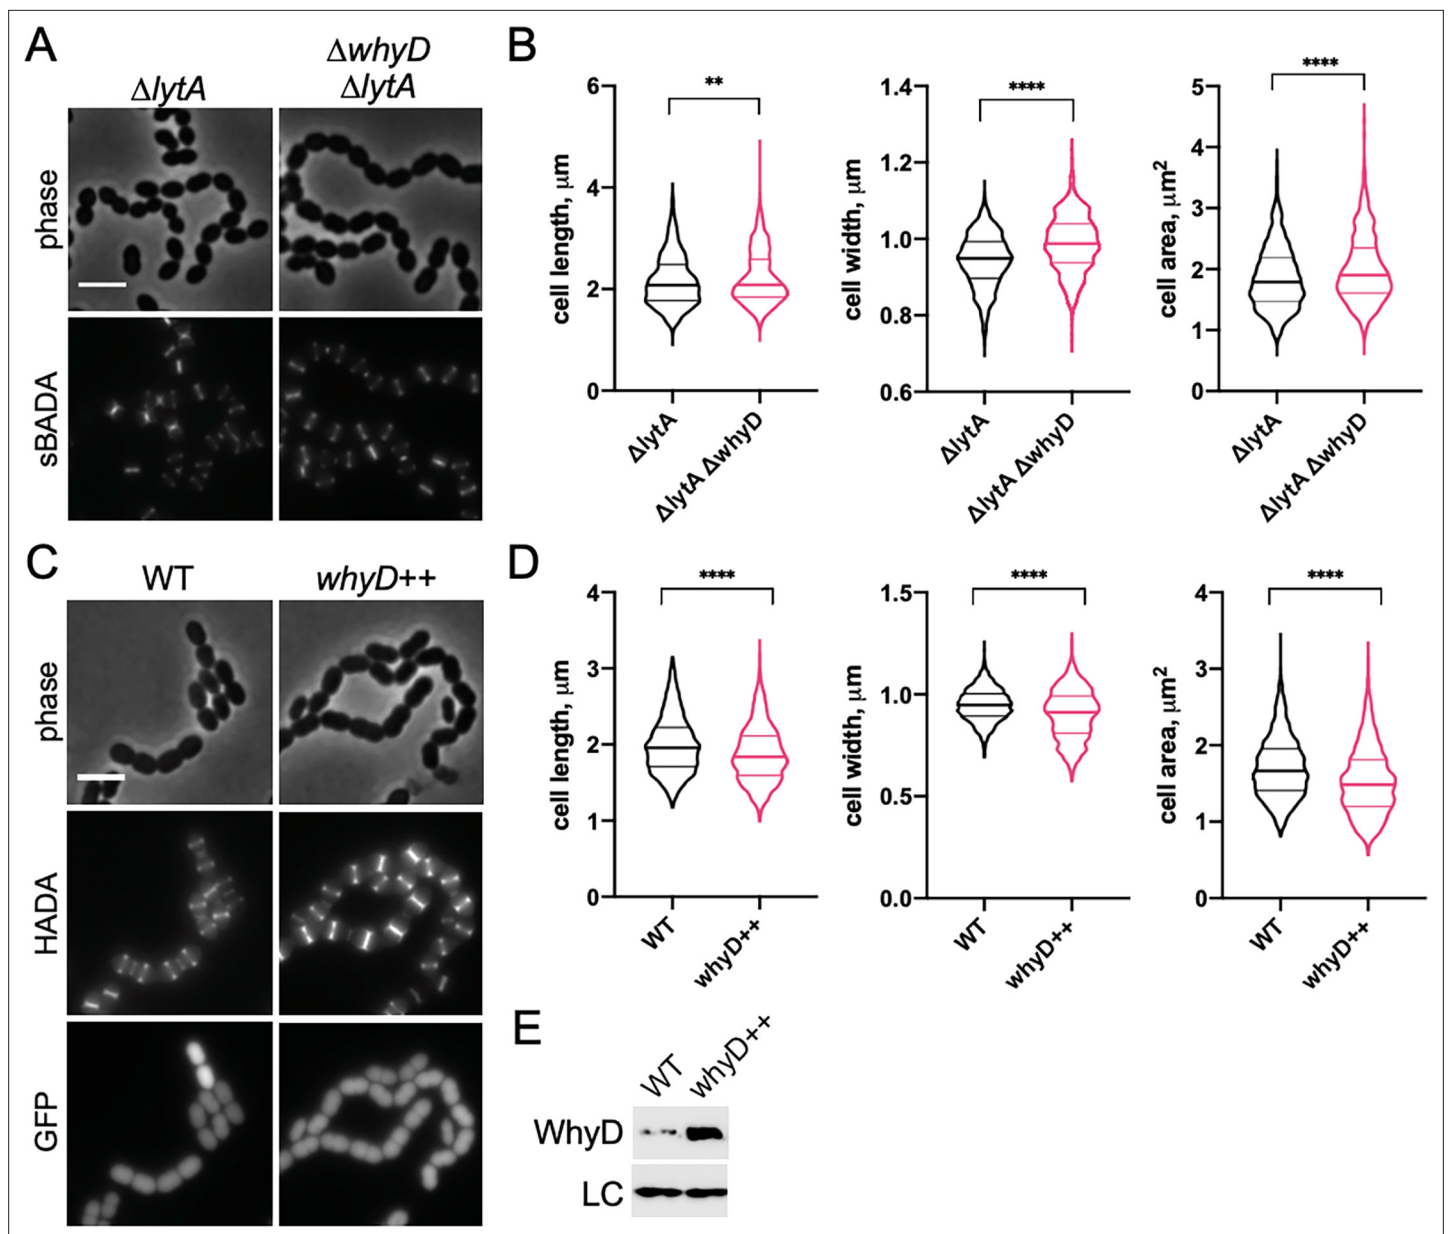 A
ΔlytA
ΔwhyD
ΔlytA
phase
sBADA
B
6
4
2
0
cell length, μm
**
ΔlytA
ΔlytA ΔwhyD
1.4
1.2
1.0
0.8
0.6
cell width, μm
****
ΔlytA
ΔlytA ΔwhyD
5
4
3
2
1
0
cell area, μm²
****
ΔlytA
ΔlytA ΔwhyD
C
WT
whyD++
phase
HADA
GFP
D
4
3
2
1
0
cell length, μm
****
WT
whyD++
1.5
1.0
0.5
0.0
cell width, μm
****
WT
whyD++
4
3
2
1
0
cell area, μm²
****
WT
whyD++
E
WT
whyD++
WhyD
LC